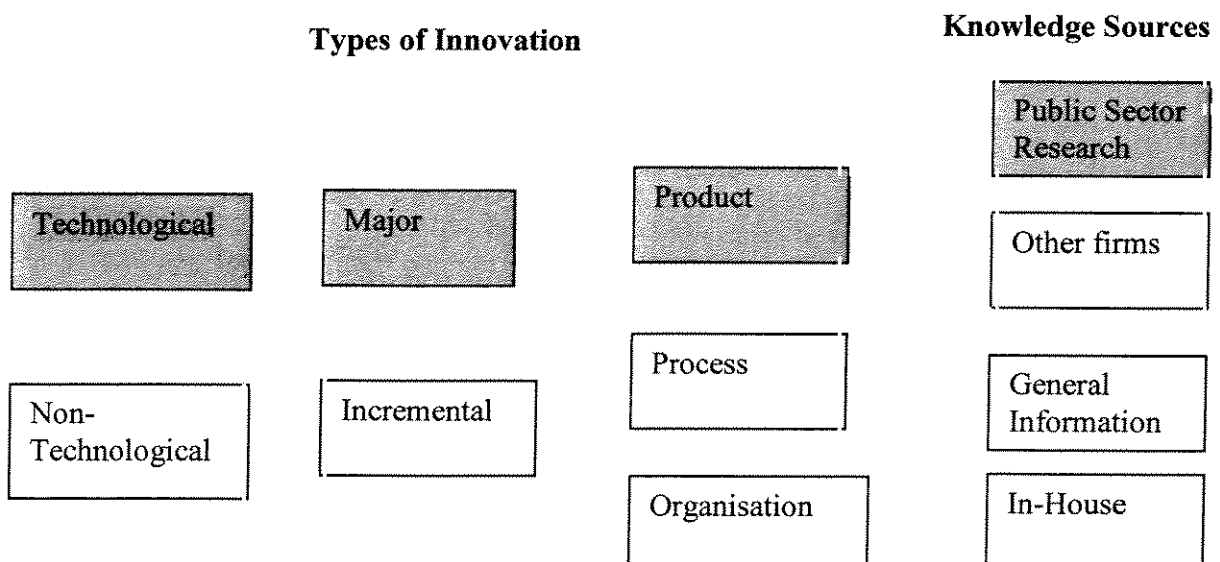 Types of Innovation
Knowledge Sources
Public Sector
Research
Technological
Major
Product
Other firms
Process
General
Information
Non-
Technological
Incremental
Organisation
In-House